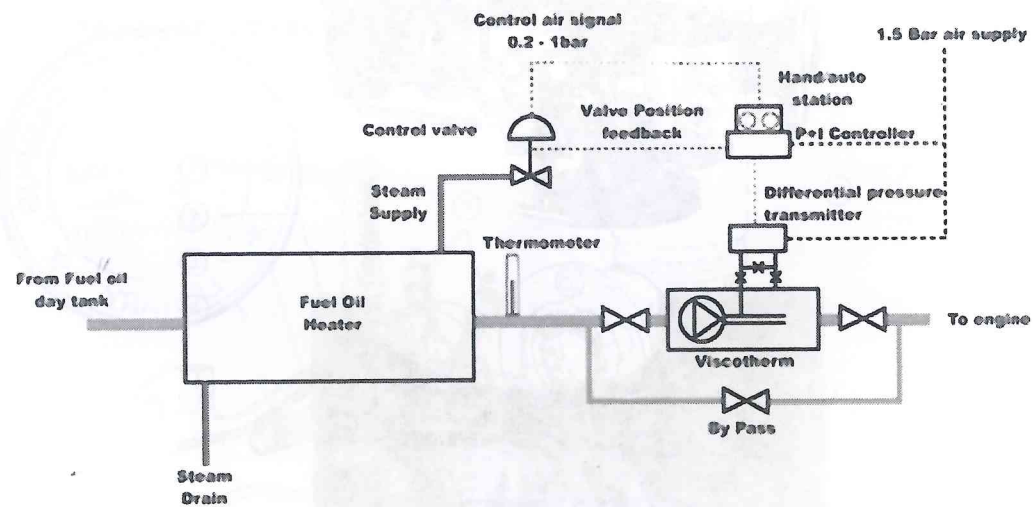 Control air signal
0.2 - 1bar
1.5 Bar air supply
Hand/auto
station
Valve Position
feedback
Control valve
P+I Controller
Steam
Supply
Differential pressure
transmitter
Thermometer
From Fuel oil
day tank
Fuel Oil
Heater
To engine
Viscotherm
By Pass
Steam
Drain